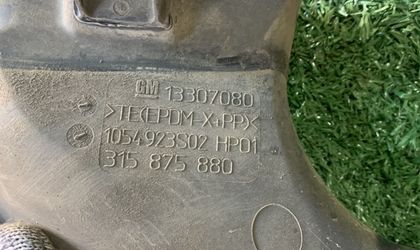 GM 13307080
>TE(EPDM-X+PP)<
1054923S02 HP01
315 875 880